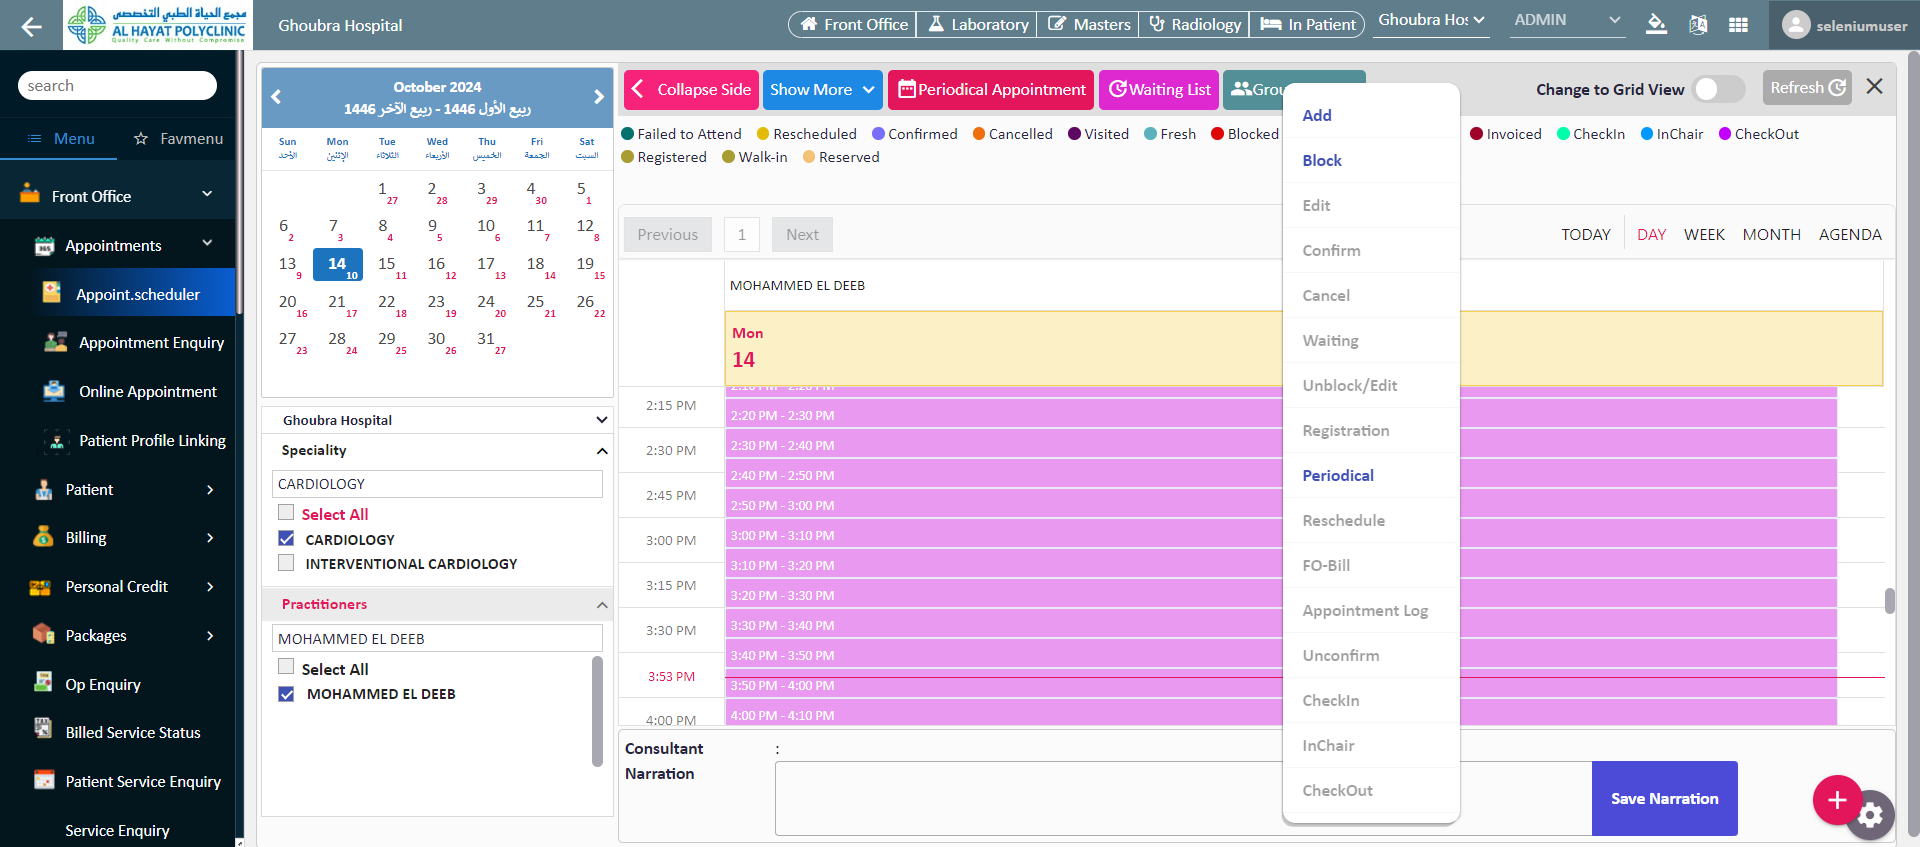 مجمع الحياة الطبي التخصصي
AL HAYAT POLYCLINIC
Quality Care Without Compromise
Ghoubra Hospital
Front Office
Laboratory
Masters
Radiology
In Patient
Ghoubra Hos
ADMIN
seleniumuser
search
Menu
Favmenu
Front Office
Appointments
Appoint.scheduler
Appointment Enquiry
Online Appointment
Patient Profile Linking
Patient
Billing
Personal Credit
Packages
Op Enquiry
Billed Service Status
Patient Service Enquiry
Service Enquiry
October 2024
ربيع الأول 1446 - ربيع الآخر 1446
Sun Mon Tue Wed Thu Fri Sat
الأحد الإثنين الثلاثاء الأربعاء الخميس الجمعة السبت
1 2 3 4 5
27 28 29 30 1
6 7 8 9 10 11 12
2 3 4 5 6 7 8
13 14 15 16 17 18 19
9 10 11 12 13 14 15
20 21 22 23 24 25 26
16 17 18 19 20 21 22
27 28 29 30 31
23 24 25 26 27
Ghoubra Hospital
Speciality
CARDIOLOGY
Select All
CARDIOLOGY
INTERVENTIONAL CARDIOLOGY
Practitioners
MOHAMMED EL DEEB
Select All
MOHAMMED EL DEEB
Collapse Side
Show More
Periodical Appointment
Waiting List
Grou
Change to Grid View
Refresh
Failed to Attend
Rescheduled
Confirmed
Cancelled
Visited
Fresh
Blocked
Invoiced
CheckIn
InChair
CheckOut
Registered
Walk-in
Reserved
Previous
1
Next
TODAY
DAY
WEEK
MONTH
AGENDA
MOHAMMED EL DEEB
Mon
14
2:10 PM - 2:20 PM
2:15 PM
2:20 PM - 2:30 PM
2:30 PM - 2:40 PM
2:30 PM
2:40 PM - 2:50 PM
2:45 PM
2:50 PM - 3:00 PM
3:00 PM - 3:10 PM
3:00 PM
3:10 PM - 3:20 PM
3:15 PM
3:20 PM - 3:30 PM
3:30 PM - 3:40 PM
3:30 PM
3:40 PM - 3:50 PM
3:53 PM
3:50 PM - 4:00 PM
4:00 PM - 4:10 PM
4:00 PM
Consultant :
Narration
Save Narration
Add
Block
Edit
Confirm
Cancel
Waiting
Unblock/Edit
Registration
Periodical
Reschedule
FO-Bill
Appointment Log
Unconfirm
CheckIn
InChair
CheckOut